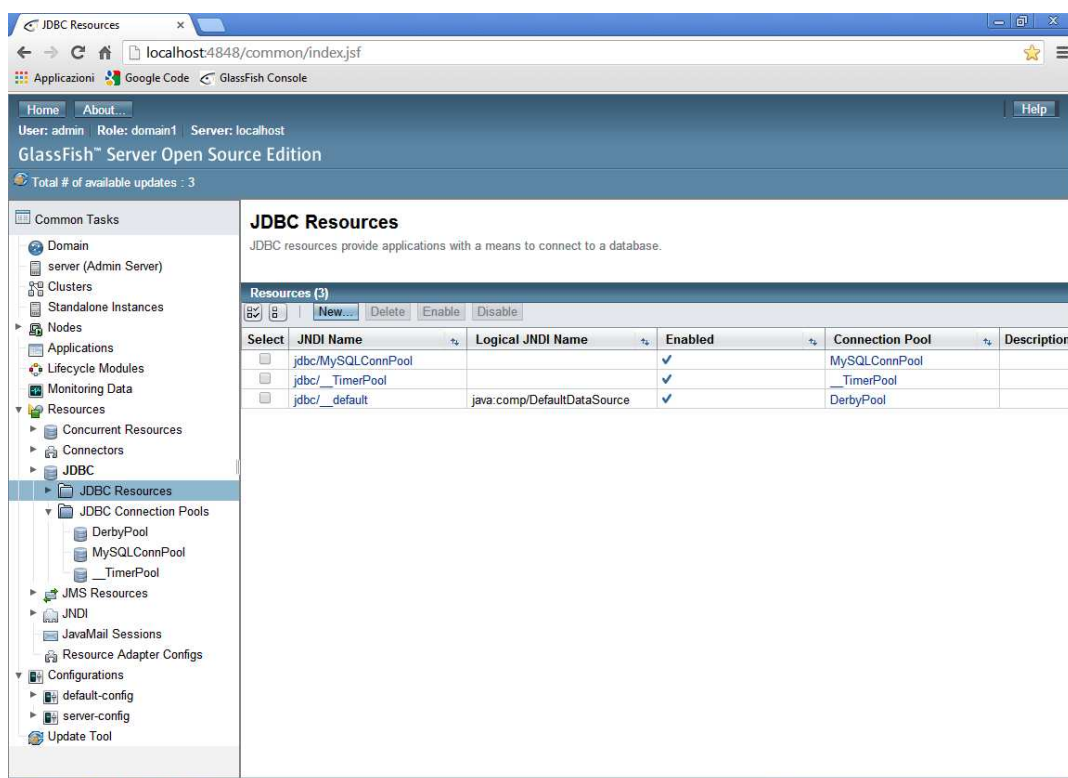 JDBC Resources
localhost:4848/common/index.jsf
Applicazioni Google Code GlassFish Console
Home About... Help
User: admin Role: domain1 Server: localhost
GlassFish™ Server Open Source Edition
Total # of available updates : 3
Common Tasks
Domain
server (Admin Server)
Clusters
Standalone Instances
Nodes
Applications
Lifecycle Modules
Monitoring Data
Resources
Concurrent Resources
Connectors
JDBC
JDBC Resources
JDBC Connection Pools
DerbyPool
MySQLConnPool
__TimerPool
JMS Resources
JNDI
JavaMail Sessions
Resource Adapter Configs
Configurations
default-config
server-config
Update Tool
JDBC Resources
JDBC resources provide applications with a means to connect to a database.
Resources (3)
New... Delete Enable Disable
Select JNDI Name Logical JNDI Name Enabled Connection Pool Description
jdbc/MySQLConnPool MySQLConnPool
jdbc/__TimerPool __TimerPool
jdbc/__default java:comp/DefaultDataSource DerbyPool